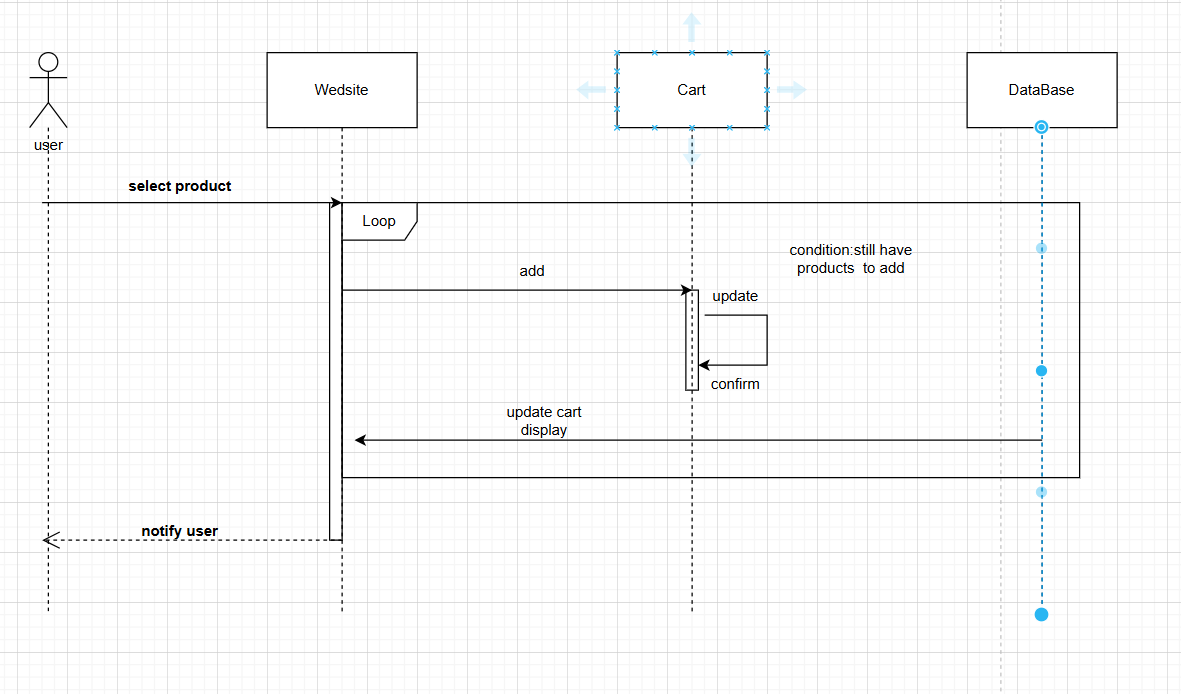 Wedsite
Cart
DataBase
user
select product
Loop
condition:still have
products  to add
add
update
confirm
update cart
display
notify user